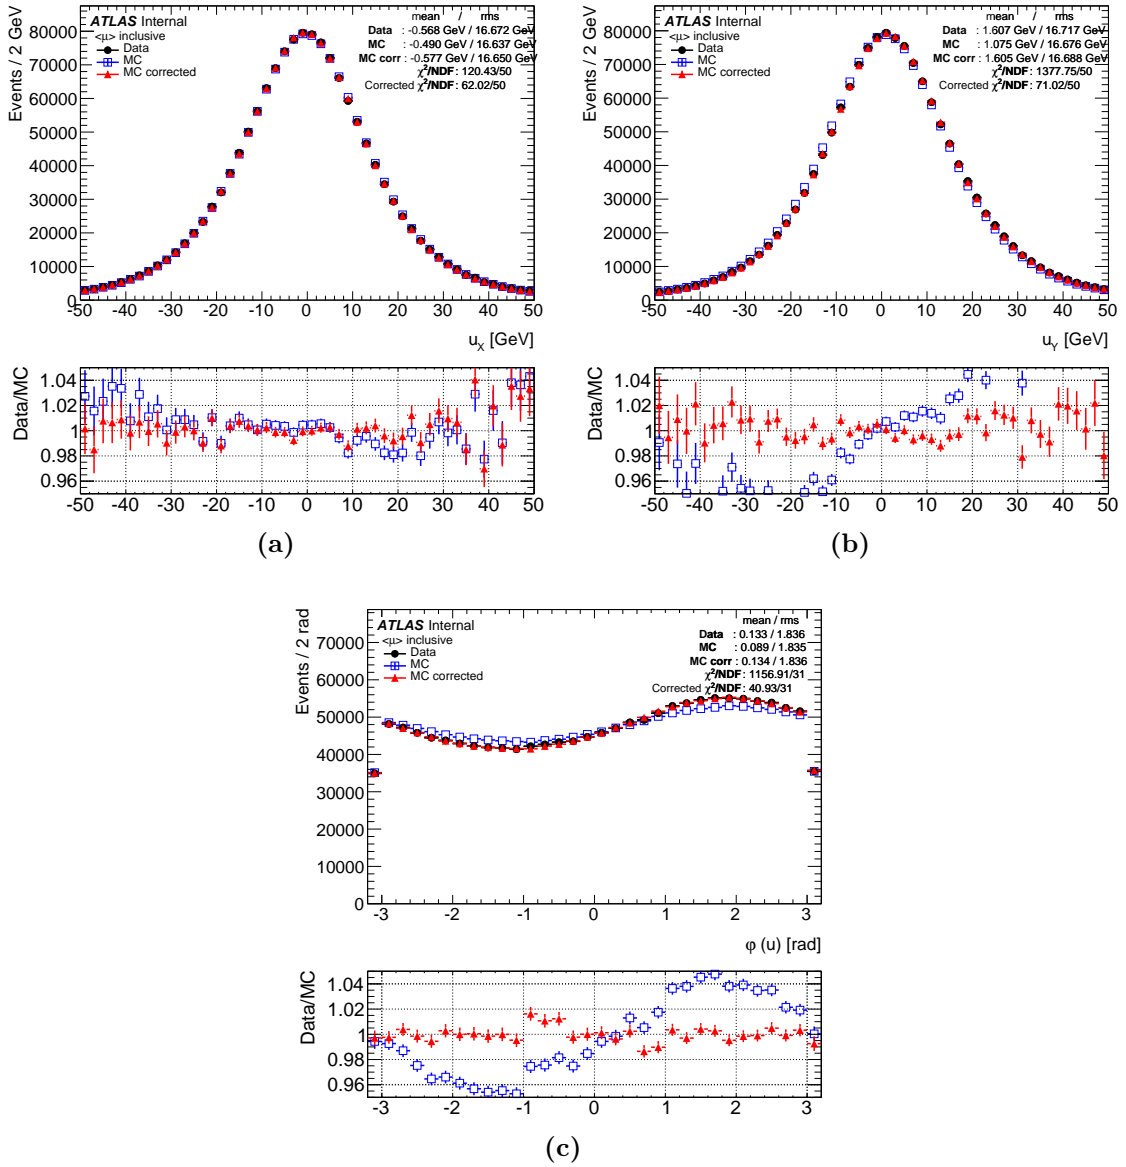 mean / rms
ATLAS Internal
Data : -0.568 GeV / 16.672 GeV
<μ> inclusive
MC : -0.490 GeV / 16.637 GeV
Data
MC corr : -0.577 GeV / 16.650 GeV
MC
χ²/NDF : 120.43/50
MC corrected
Corrected χ²/NDF : 62.02/50
Events / 2 GeV
80000
70000
60000
50000
40000
30000
20000
10000
0
-50 -40 -30 -20 -10 0 10 20 30 40 50
u_X [GeV]
Data/MC
1.04
1.02
1
0.98
0.96
-50 -40 -30 -20 -10 0 10 20 30 40 50
(a)
mean / rms
ATLAS Internal
Data : 1.607 GeV / 16.717 GeV
<μ> inclusive
MC : 1.075 GeV / 16.676 GeV
Data
MC corr : 1.605 GeV / 16.688 GeV
MC
χ²/NDF : 1377.75/50
MC corrected
Corrected χ²/NDF : 71.02/50
Events / 2 GeV
80000
70000
60000
50000
40000
30000
20000
10000
0
-50 -40 -30 -20 -10 0 10 20 30 40 50
u_Y [GeV]
Data/MC
1.04
1.02
1
0.98
0.96
-50 -40 -30 -20 -10 0 10 20 30 40 50
(b)
mean / rms
ATLAS Internal
Data : 0.133 / 1.836
<μ> inclusive
MC : 0.089 / 1.835
Data
MC corr : 0.134 / 1.836
MC
χ²/NDF : 1156.91/31
MC corrected
Corrected χ²/NDF : 40.93/31
Events / 2 rad
70000
60000
50000
40000
30000
20000
10000
0
-3 -2 -1 0 1 2 3
φ (u) [rad]
Data/MC
1.04
1.02
1
0.98
0.96
-3 -2 -1 0 1 2 3
(c)